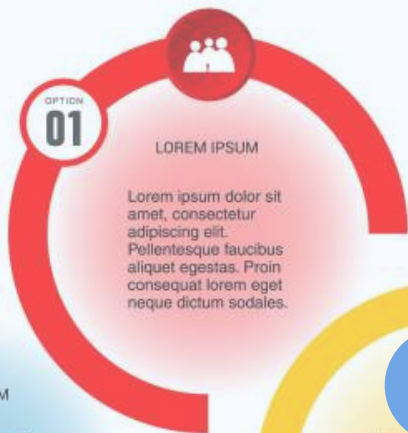 OPTION
01
LOREM IPSUM
Lorem ipsum dolor sit
amet, consectetur
adipiscing elit.
Pellentesque faucibus
aliquet egestas. Proin
consequat lorem eget
neque dictum sodales.